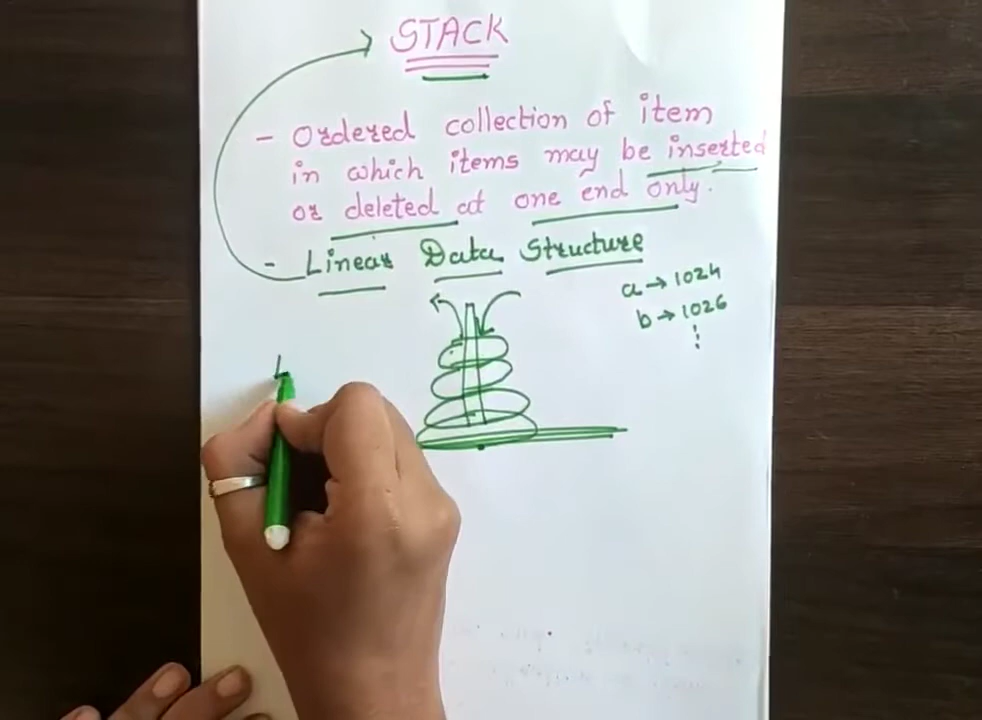 STACK
- Ordered collection of item
in which items may be inserted
or deleted at one end only.
- Linear Data Structure
a → 1024
b → 1026